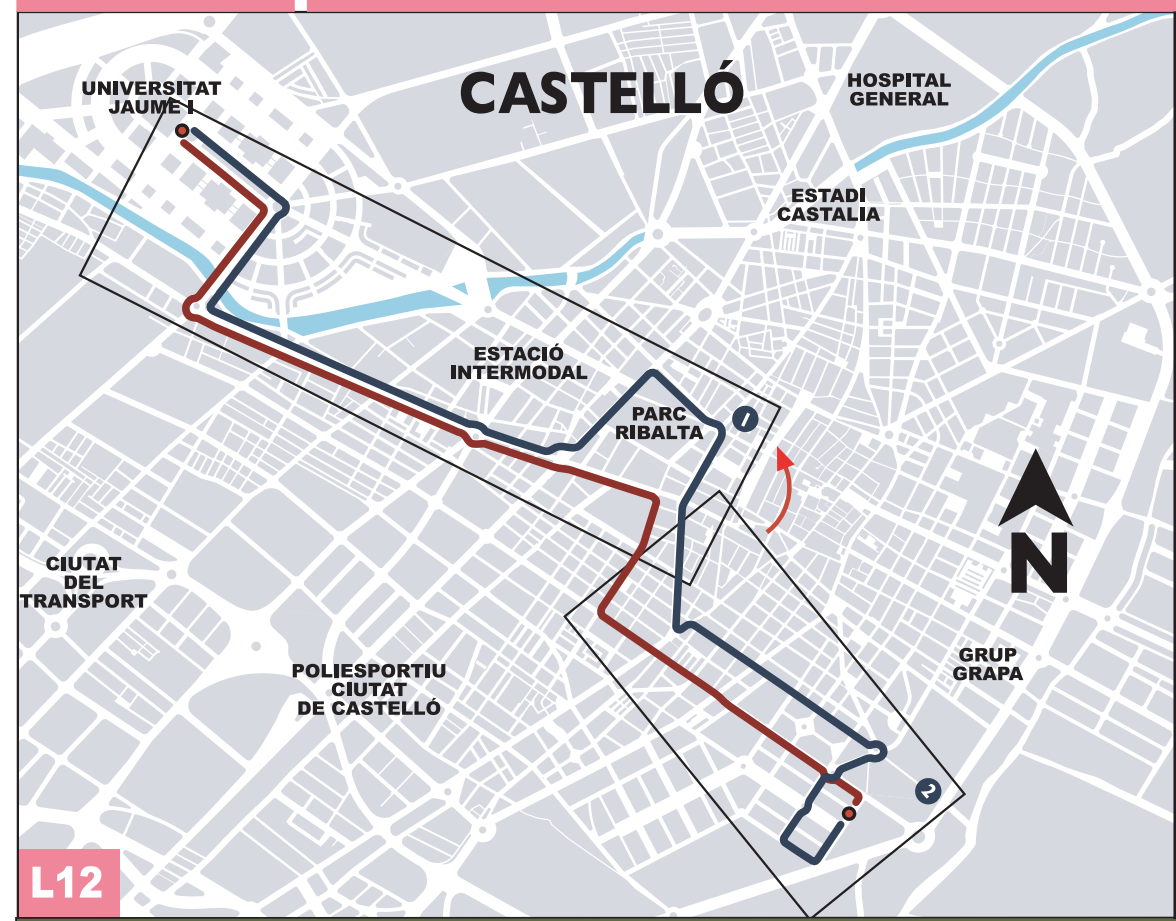 CASTELLÓ
UNIVERSITAT
JAUME I
HOSPITAL
GENERAL
ESTADI
CASTALIA
ESTACIÓ
INTERMODAL
PARC
RIBALTA
1
CIUTAT
DEL
TRANSPORT
N
POLIESPORTIU
CIUTAT
DE CASTELLÓ
GRUP
GRAPA
2
L12